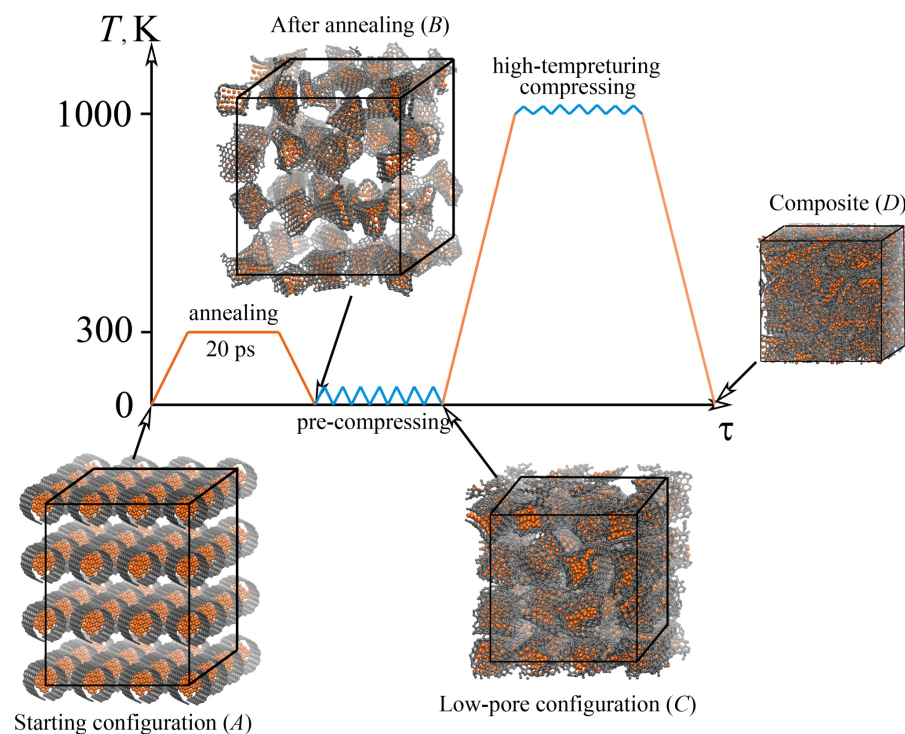 T, K
After annealing (B)
high-tempreturing
compressing
1000
Composite (D)
annealing
300
20 ps
0
pre-compressing
τ
Starting configuration (A)
Low-pore configuration (C)